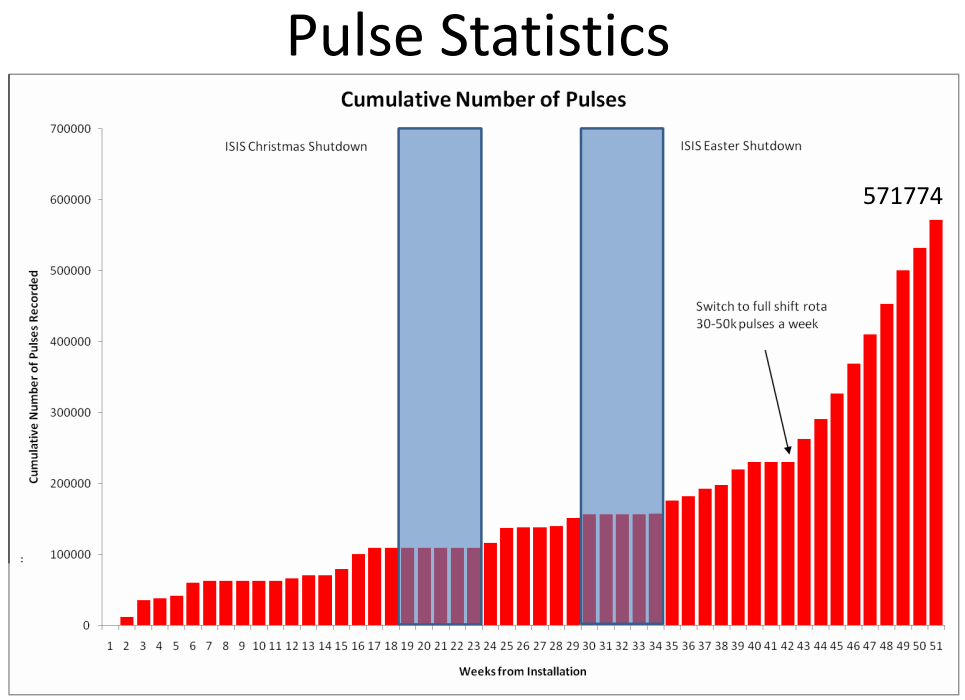 Pulse Statistics
Cumulative Number of Pulses
700000
600000
500000
400000
300000
200000
100000
0
Cumulative Number of Pulses Recorded
ISIS Christmas Shutdown
ISIS Easter Shutdown
571774
Switch to full shift rota
30-50k pulses a week
..
1 2 3 4 5 6 7 8 9 10 11 12 13 14 15 16 17 18 19 20 21 22 23 24 25 26 27 28 29 30 31 32 33 34 35 36 37 38 39 40 41 42 43 44 45 46 47 48 49 50 51
Weeks from Installation